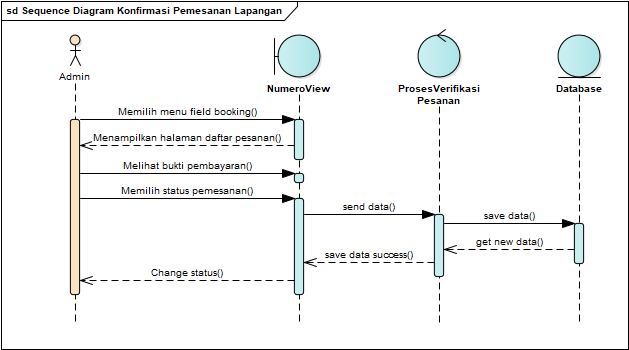 sd Sequence Diagram Konfirmasi Pemesanan Lapangan
Admin
NumeroView
ProsesVerifikasi
Pesanan
Database
Memilih menu field booking()
Menampilkan halaman daftar pesanan()
Melihat bukti pembayaran()
Memilih status pemesanan()
send data()
save data()
get new data()
save data success()
Change status()